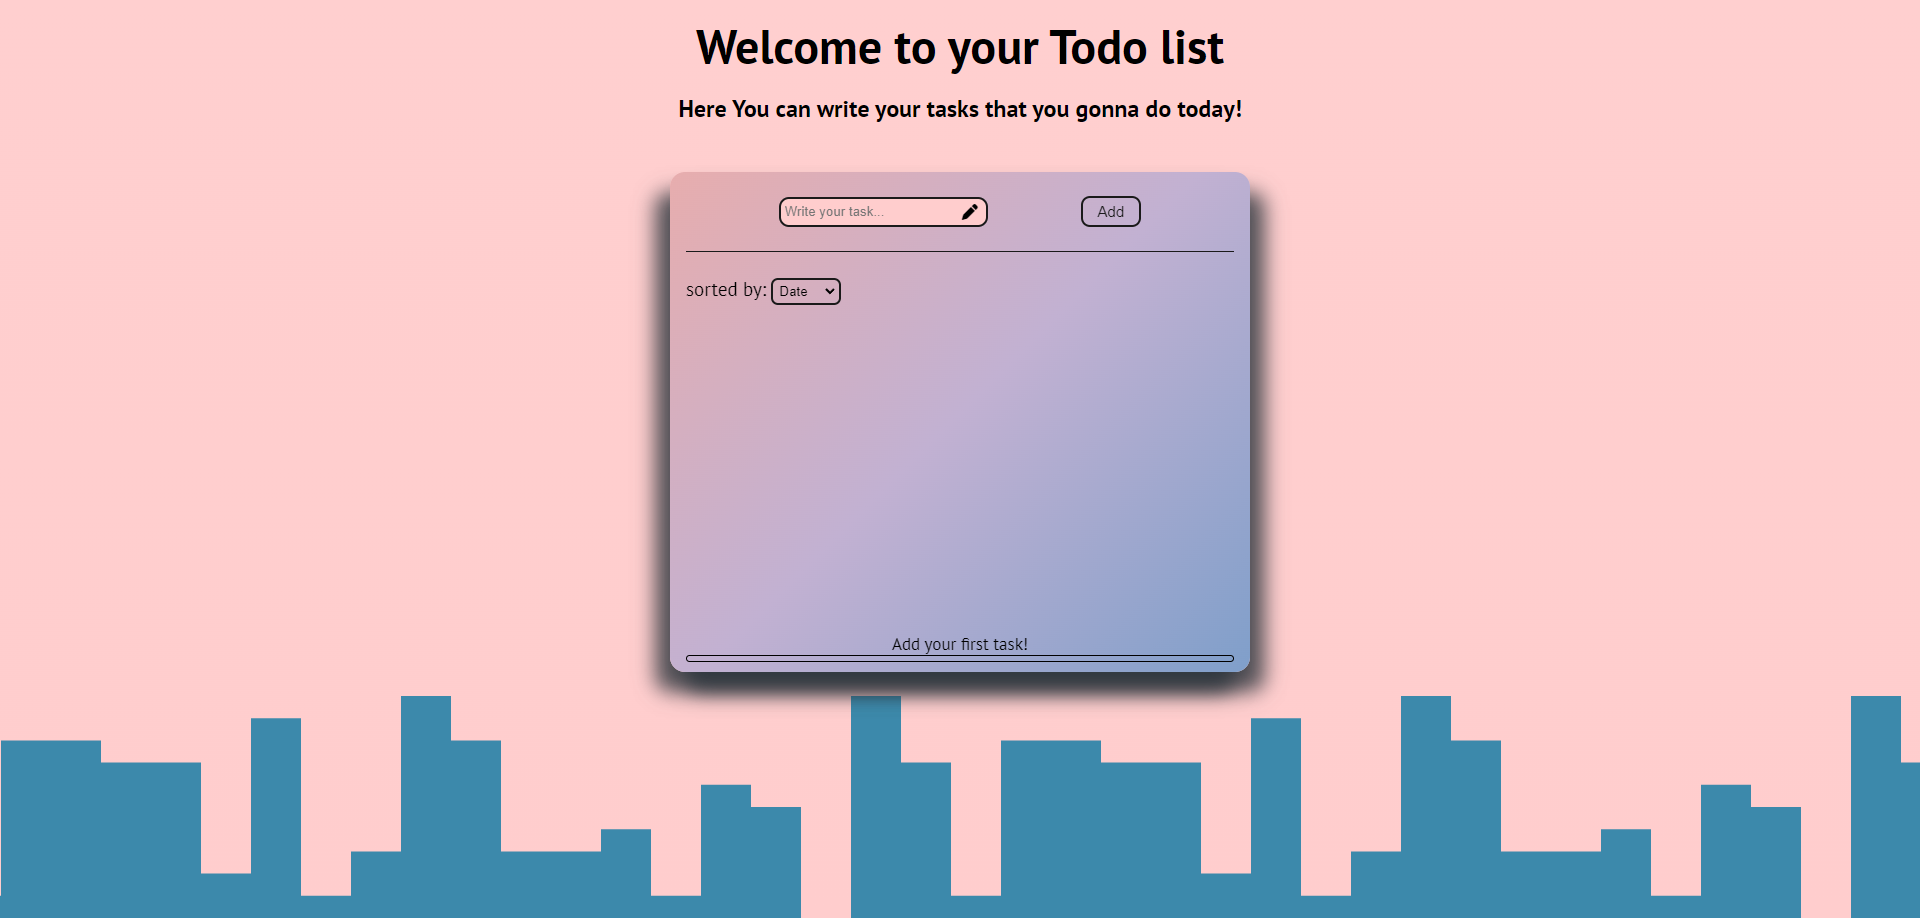 Welcome to your Todo list
Here You can write your tasks that you gonna do today!
Write your task... Add
sorted by: Date
Add your first task!